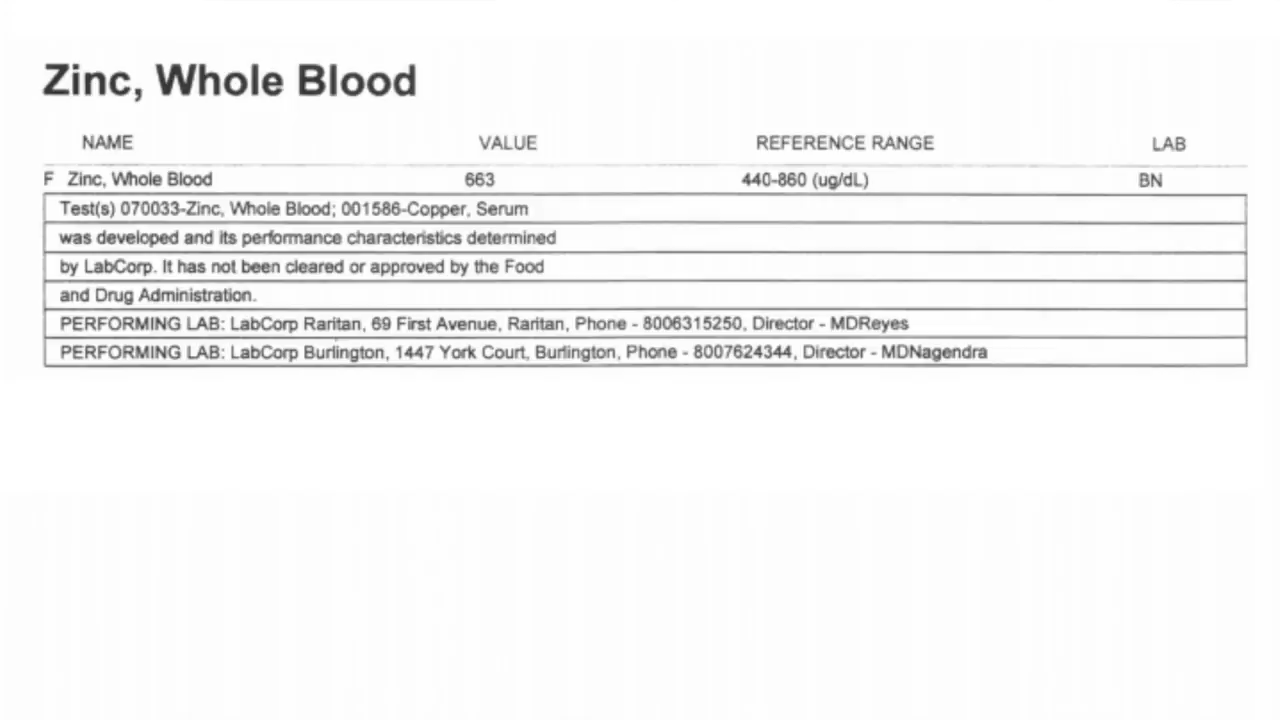 Zinc, Whole Blood
NAME VALUE REFERENCE RANGE LAB
F Zinc, Whole Blood 663 440-860 (ug/dL) BN
Test(s) 070033-Zinc, Whole Blood; 001586-Copper, Serum
was developed and its performance characteristics determined
by LabCorp. It has not been cleared or approved by the Food
and Drug Administration.
PERFORMING LAB: LabCorp Raritan, 69 First Avenue, Raritan, Phone - 8006315250, Director - MDReyes
PERFORMING LAB: LabCorp Burlington, 1447 York Court, Burlington, Phone - 8007624344, Director - MDNagendra